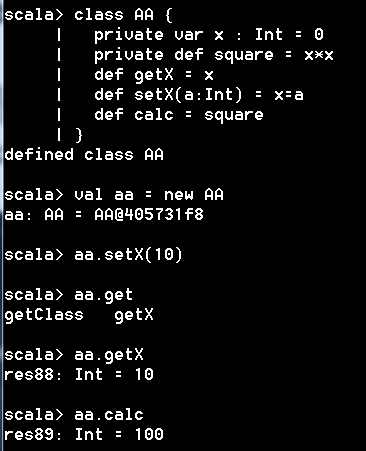 scala> class AA {
     |   private var x : Int = 0
     |   private def square = x*x
     |   def getX = x
     |   def setX(a:Int) = x=a
     |   def calc = square
     | }
defined class AA
scala> val aa = new AA
aa: AA = AA@405731f8
scala> aa.setX(10)
scala> aa.get
getClass   getX
scala> aa.getX
res88: Int = 10
scala> aa.calc
res89: Int = 100